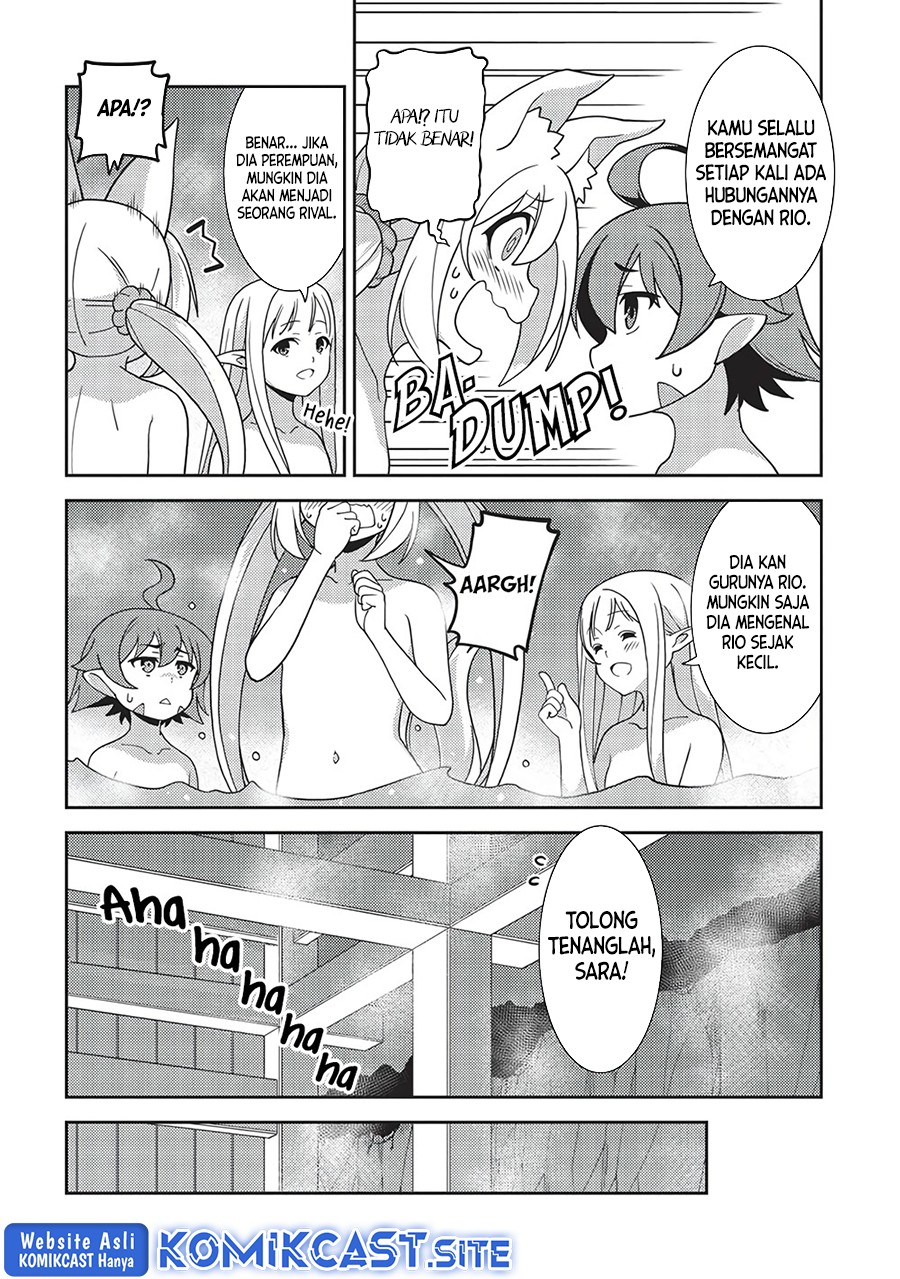 KAMU SELALU
BERSEMANGAT
SETIAP KALI ADA
HUBUNGANNYA
DENGAN RIO.
APA!? ITU
TIDAK BENAR!
BA-
DUMP!
BENAR... JIKA
DIA PEREMPUAN,
MUNGKIN DIA
AKAN MENJADI
SEORANG RIVAL.
Hehe!
APA!?
DIA KAN
GURUNYA RIO.
MUNGKIN SAJA
DIA MENGENAL
RIO SEJAK
KECIL.
AARGH!
TOLONG
TENANGLAH,
SARA!
Aha
ha
ha
ha
ha
Website Asli
KOMIKCAST Hanya
KOMIKCAST.SITE